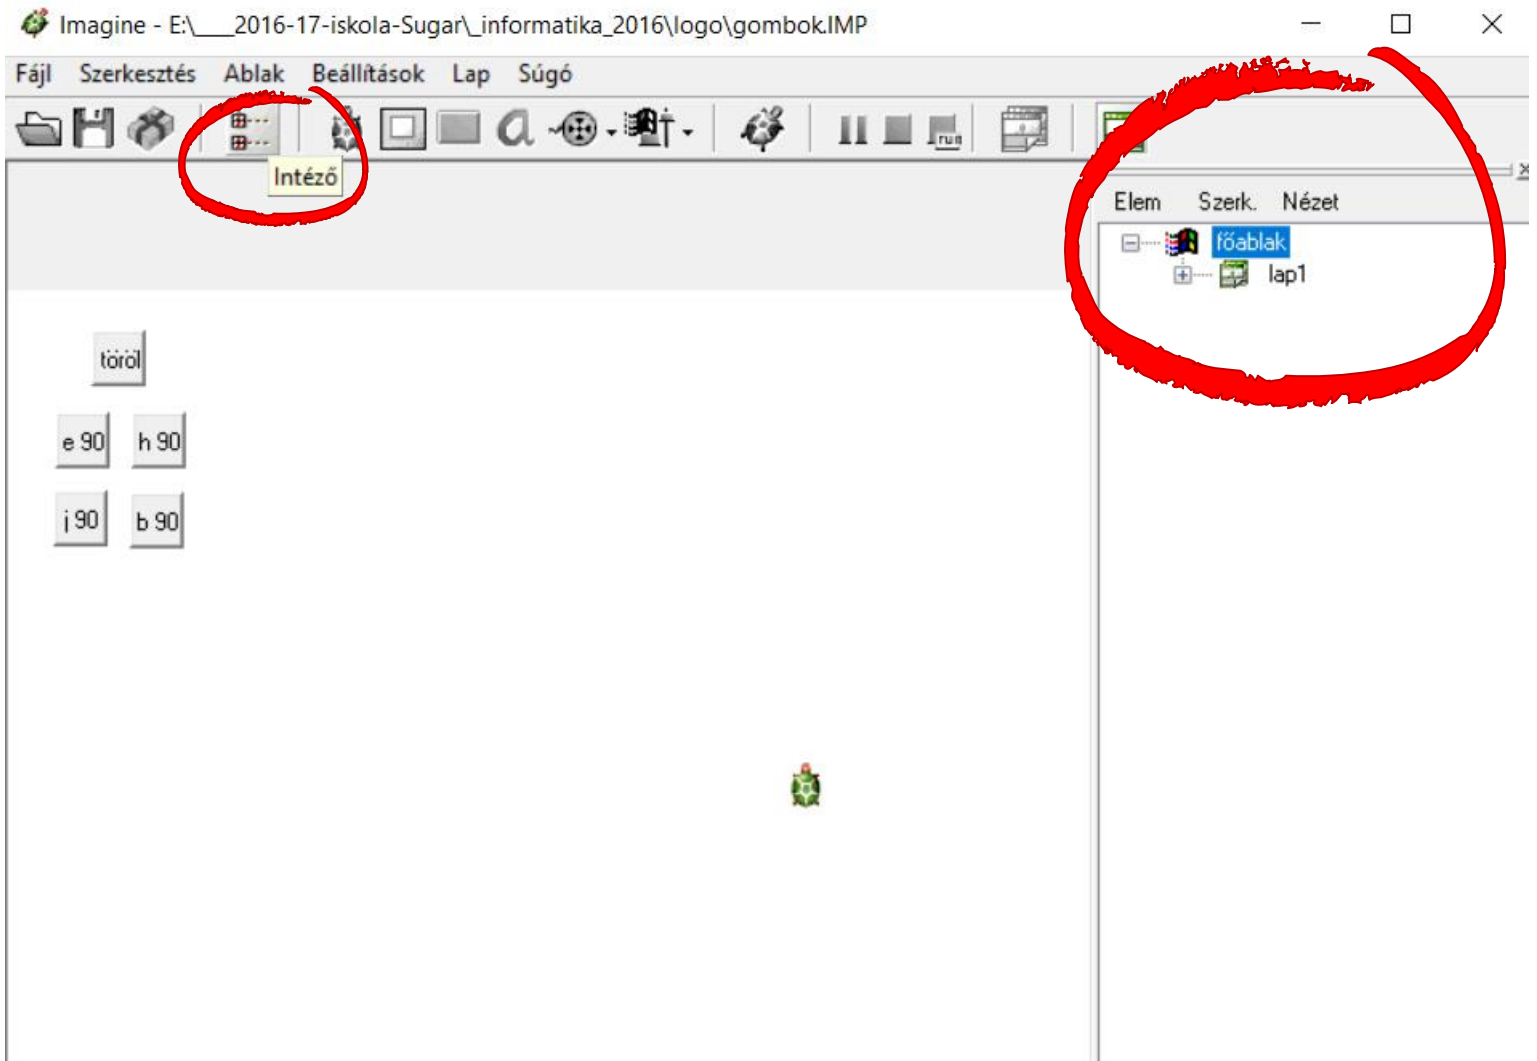 Imagine - E:\___2016-17-iskola-Sugar\_informatika_2016\logo\gombok.IMP
Fájl Szerkesztés Ablak Beállítások Lap Súgó
run
Intéző
Elem Szerk. Nézet
főablak
lap1
töröl
e 90 h 90
j 90 b 90